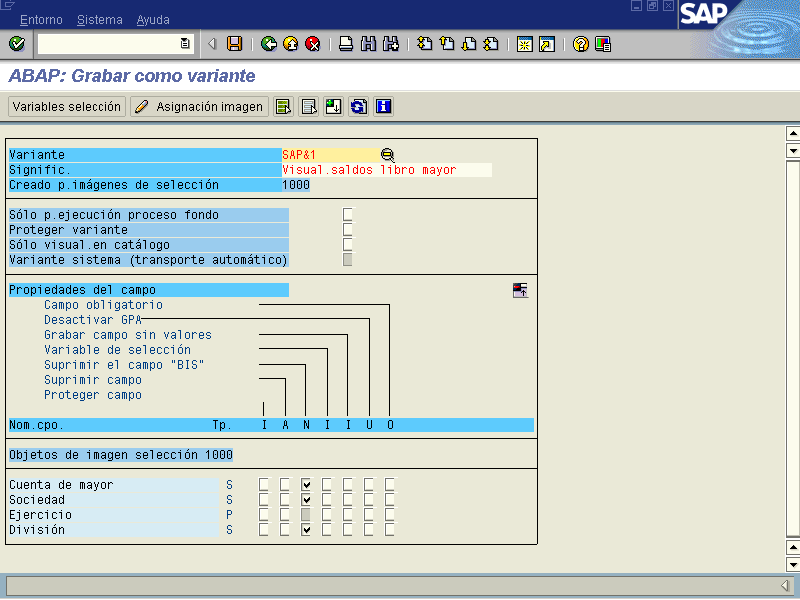 Entorno Sistema Ayuda
SAP
ABAP: Grabar como variante
Variables selección Asignación imagen
Variante SAP&1
Signific. Visual.saldos libro mayor
Creado p.imágenes de selección 1000
Sólo p.ejecución proceso fondo
Proteger variante
Sólo visual.en catálogo
Variante sistema (transporte automático)
Propiedades del campo
Campo obligatorio
Desactivar GPA
Grabar campo sin valores
Variable de selección
Suprimir el campo "BIS"
Suprimir campo
Proteger campo
Nom.cpo. Tp. I A N I I U O
Objetos de imagen selección 1000
Cuenta de mayor S
Sociedad S
Ejercicio P
División S